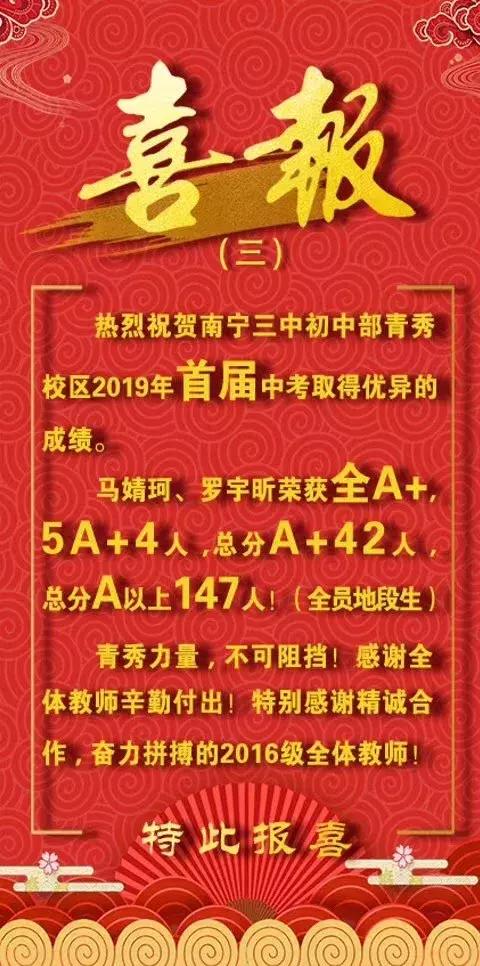 喜報
(三)
热烈祝贺南宁三中初中部青秀
校区2019年首届中考取得优异的
成绩。
马婧珂、罗宇昕荣获全A+,
5A+4人,总分A+42人,
总分A以上147人!(全员地段生)
青秀力量,不可阻挡!感谢全
体教师辛勤付出!特别感谢精诚合
作,奋力拼搏的2016级全体教师!
特此报喜